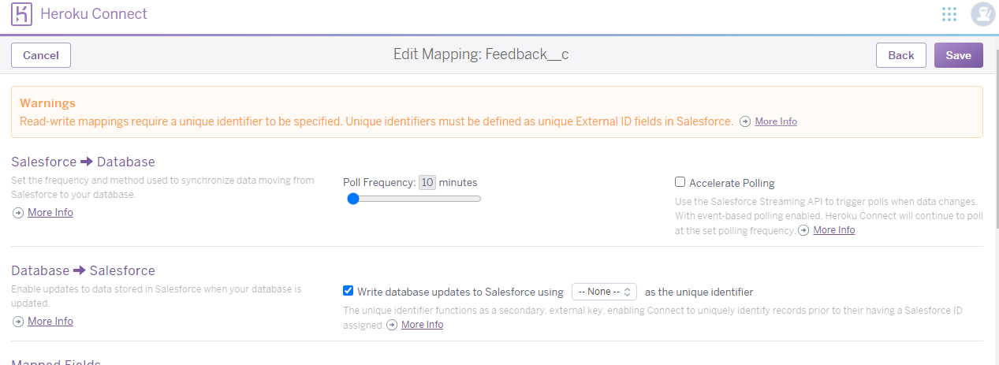 Heroku Connect
Cancel
Edit Mapping: Feedback__c
Back
Save
Warnings
Read-write mappings require a unique identifier to be specified. Unique identifiers must be defined as unique External ID fields in Salesforce. More Info
Salesforce Database
Set the frequency and method used to synchronize data moving from
Salesforce to your database.
More Info
Poll Frequency: 10 minutes
Accelerate Polling
Use the Salesforce Streaming API to trigger polls when data changes.
With event-based polling enabled, Heroku Connect will continue to poll
at the set polling frequency. More Info
Database Salesforce
Enable updates to data stored in Salesforce when your database is
updated.
More Info
Write database updates to Salesforce using -- None -- as the unique identifier
The unique identifier functions as a secondary, external key, enabling Connect to uniquely identify records prior to their having a Salesforce ID
assigned. More Info
Mapped Fields